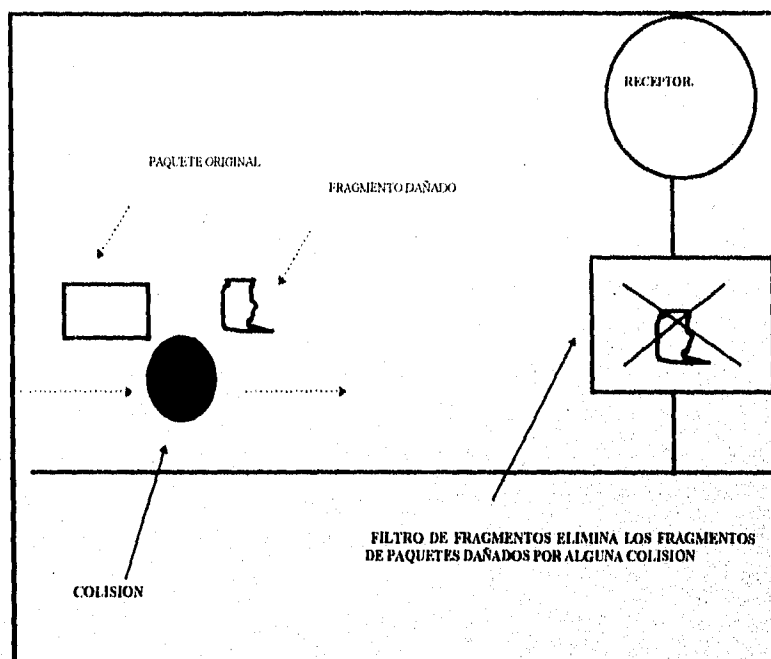 RECEPTOR.
PAQUETE ORIGINAL
FRAGMENTO DAÑADO
FILTRO DE FRAGMENTOS ELIMINA LOS FRAGMENTOS
DE PAQUETES DAÑADOS POR ALGUNA COLISION
COLISION